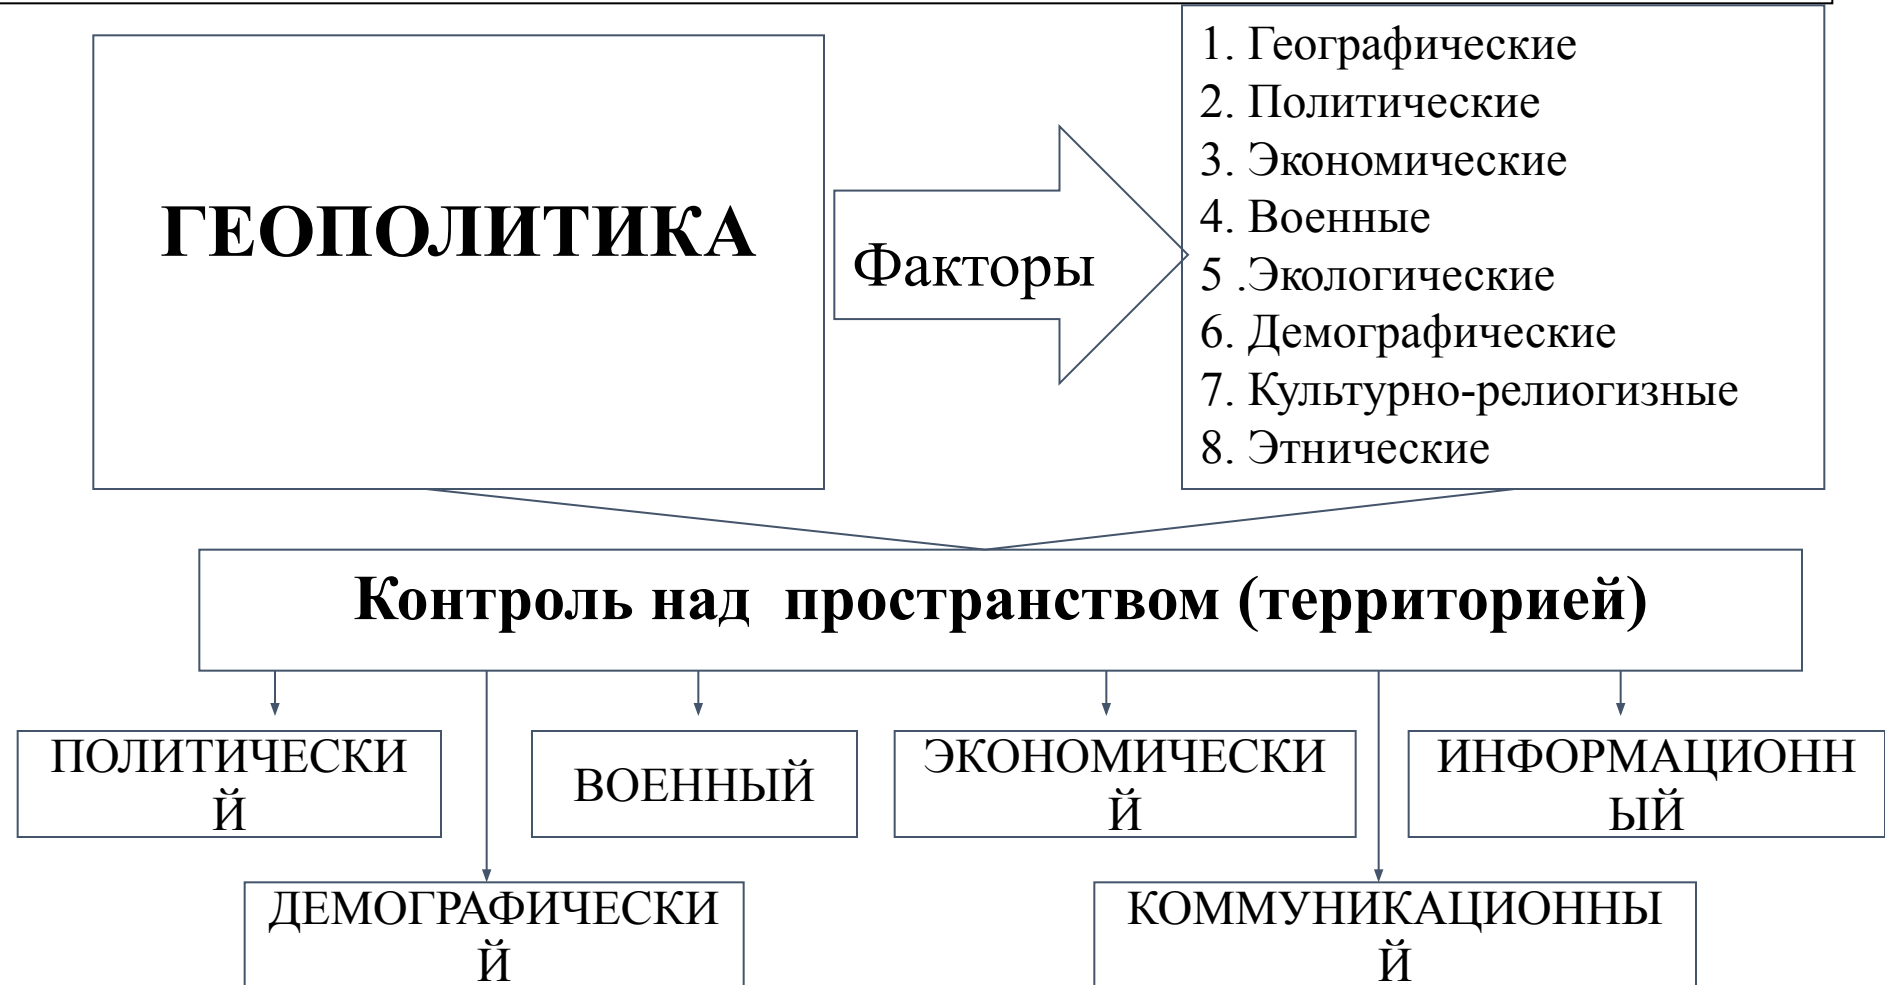 ГЕОПОЛИТИКА
Факторы
1. Географические
2. Политические
3. Экономические
4. Военные
5 .Экологические
6. Демографические
7. Культурно-релиогизные
8. Этнические
Контроль над  пространством (территорией)
ПОЛИТИЧЕСКИ
Й
ВОЕННЫЙ
ЭКОНОМИЧЕСКИ
Й
ИНФОРМАЦИОНН
ЫЙ
ДЕМОГРАФИЧЕСКИ
Й
КОММУНИКАЦИОННЫ
Й